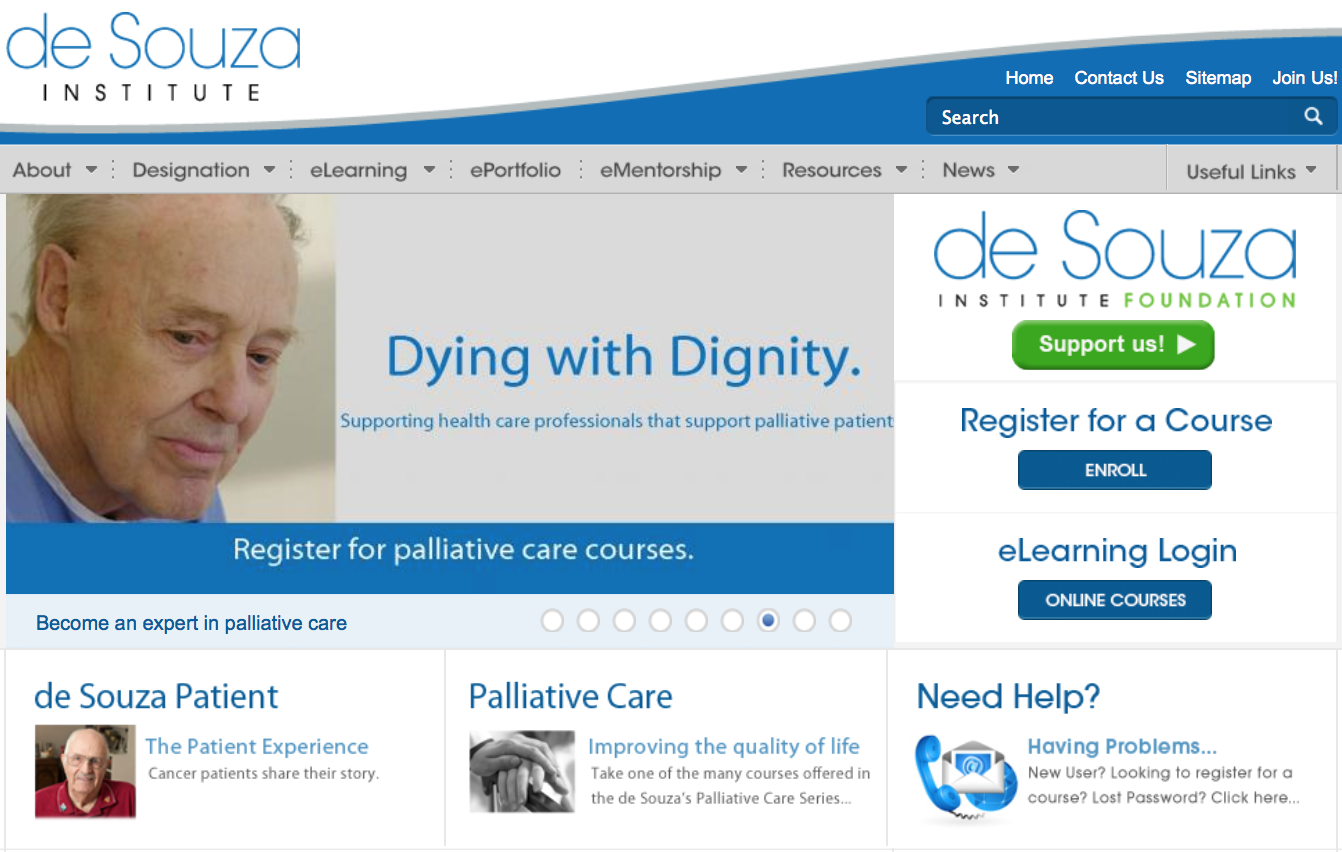 de Souza
INSTITUTE
Home Contact Us Sitemap Join Us!
Search
About Designation eLearning ePortfolio eMentorship Resources News Useful Links
Dying with Dignity.
Supporting health care professionals that support palliative patient
Register for palliative care courses.
Become an expert in palliative care
de Souza
INSTITUTE FOUNDATION
Support us!
Register for a Course
ENROLL
eLearning Login
ONLINE COURSES
de Souza Patient
The Patient Experience
Cancer patients share their story.
Palliative Care
Improving the quality of life
Take one of the many courses offered in
the de Souza's Palliative Care Series...
Need Help?
Having Problems...
New User? Looking to register for a
course? Lost Password? Click here...